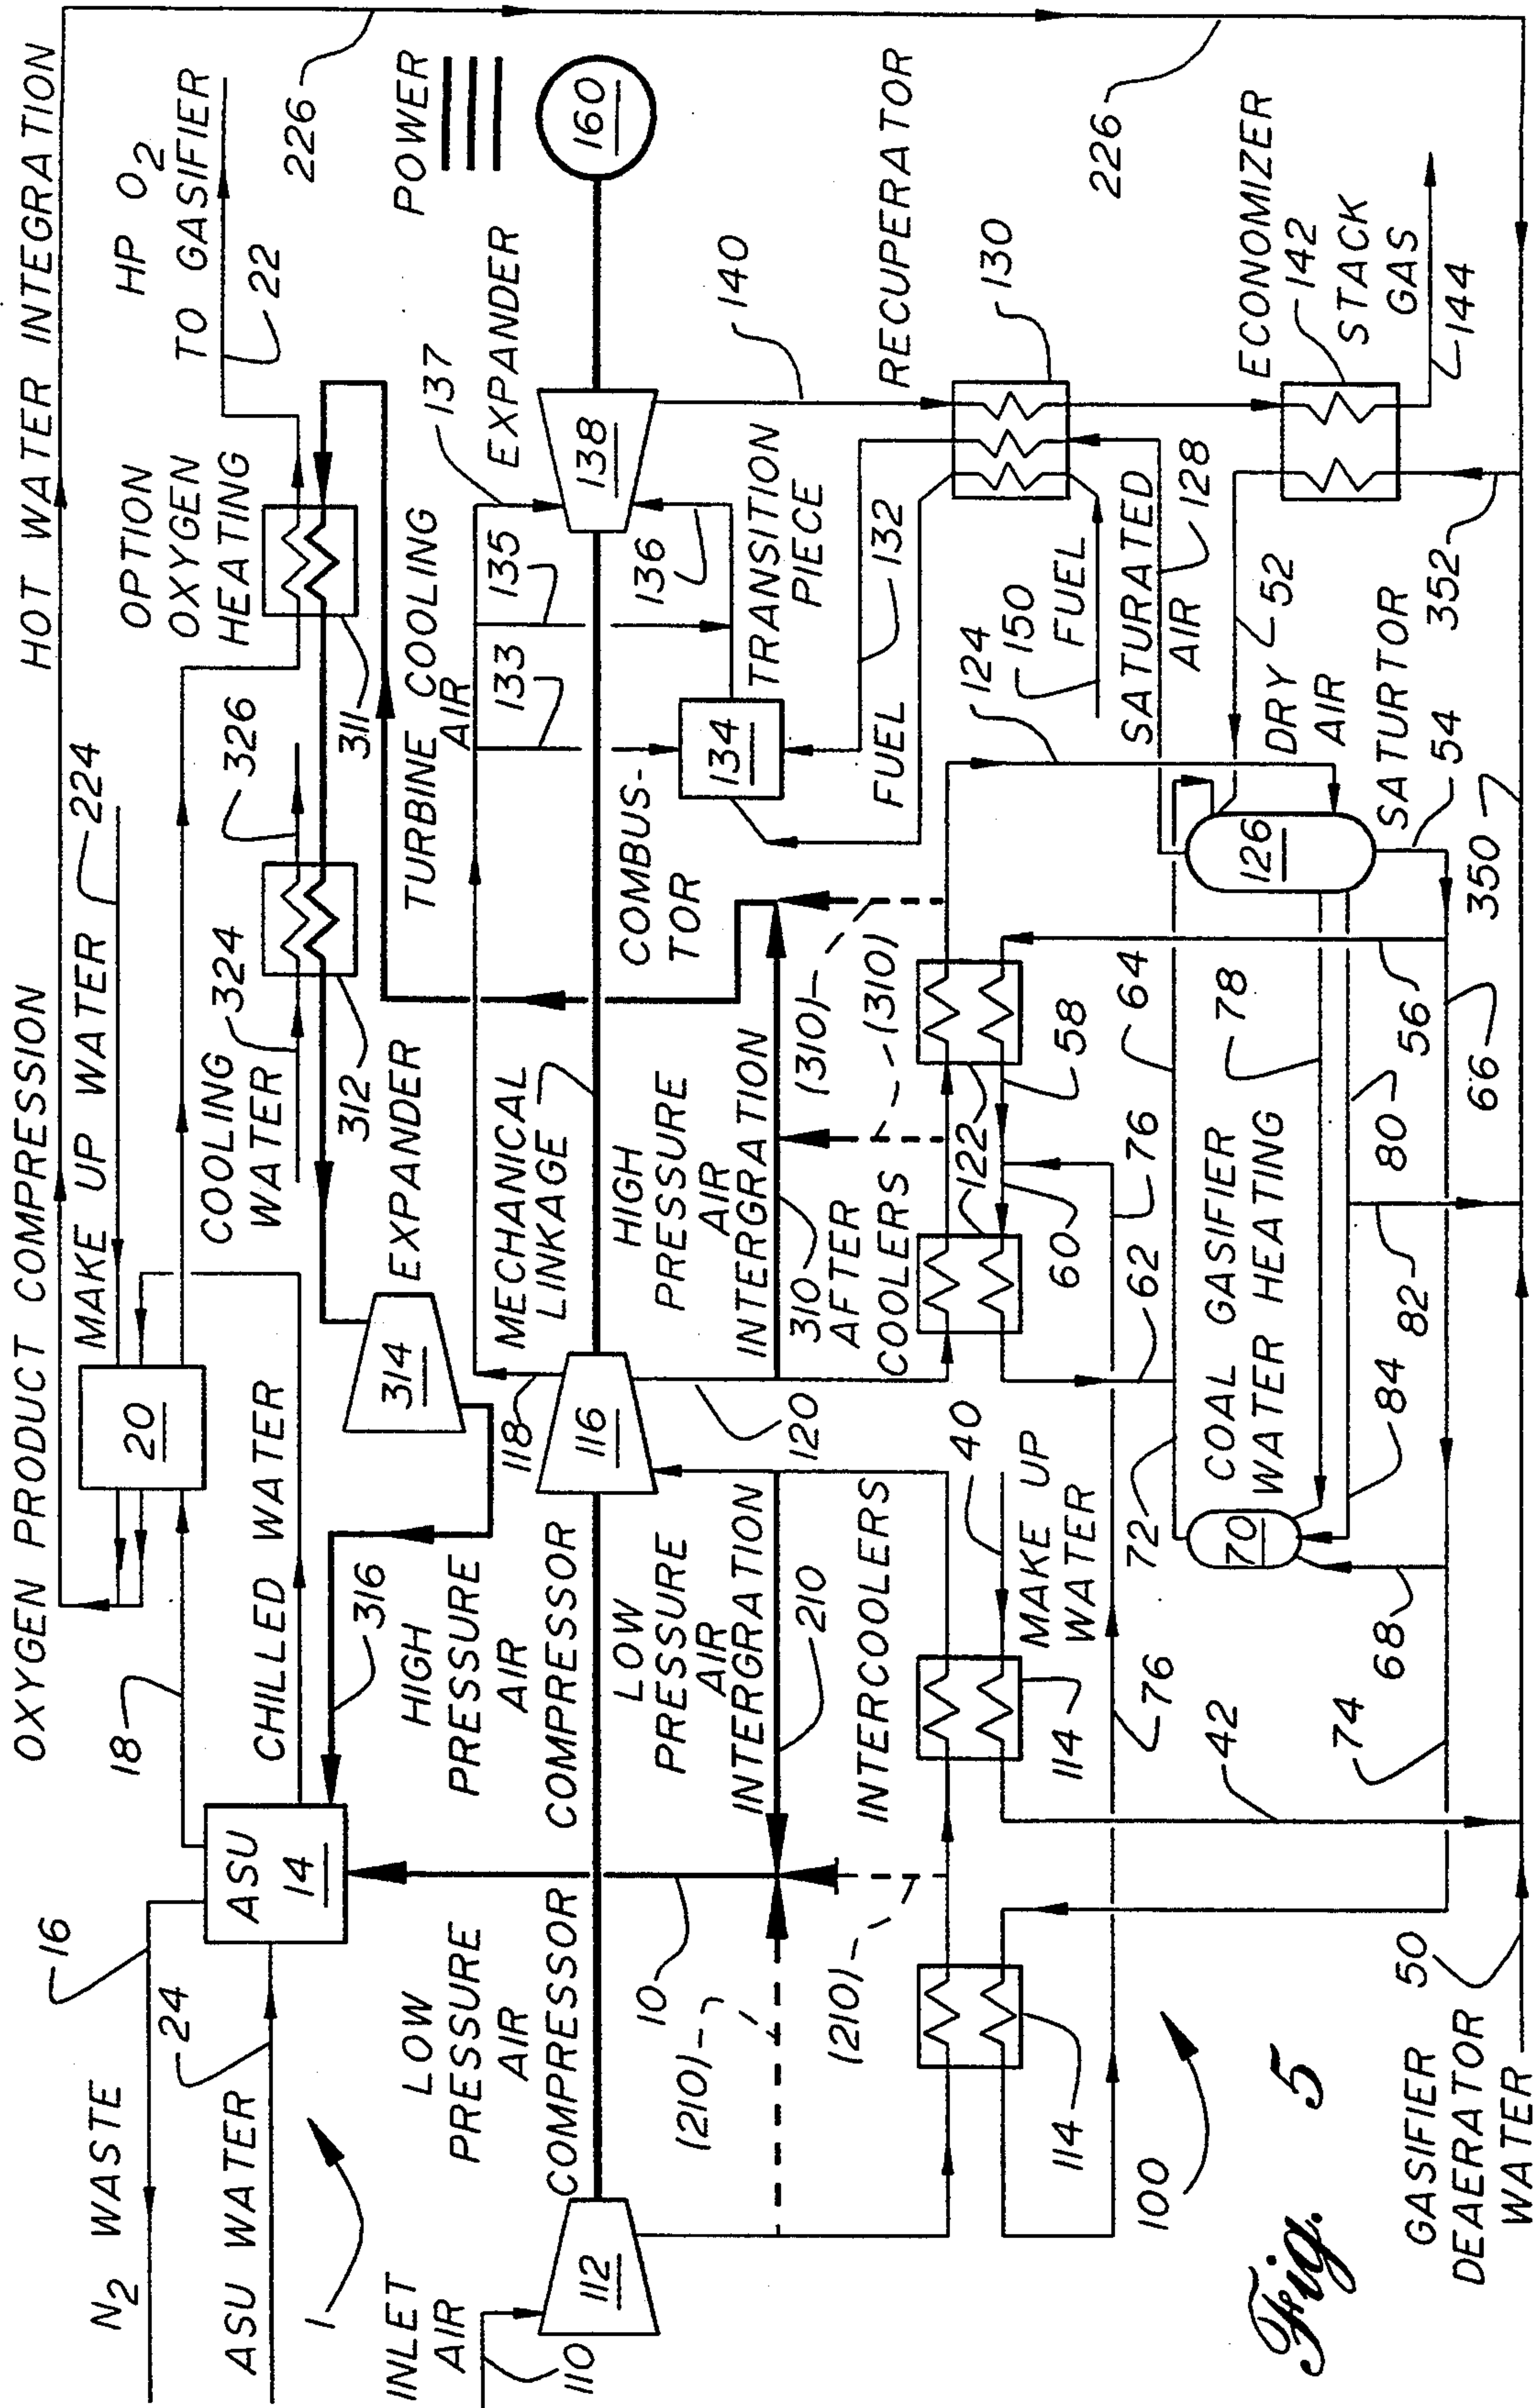 OXYGEN PRODUCT COMPRESSION
HOT WATER INTEGRATION
MAKE UP WATER
224
226
HP O2
TO GASIFIER
22
OPTION
OXYGEN
HEATING
311
326
COOLING
WATER
324
312
20
18
CHILLED WATER
16
N2 WASTE
24
ASU WATER
1
ASU
14
316
EXPANDER
314
POWER
160
TURBINE COOLING
AIR
137
135
133
EXPANDER
138
136
TRANSITION
PIECE
COMBUS-
TOR
134
INLET
AIR
110
112
LOW
PRESSURE
AIR
COMPRESSOR
HIGH
PRESSURE
AIR
COMPRESSOR
118
116
120
MECHANICAL
LINKAGE
10
(210)
(210)
LOW
PRESSURE
AIR
INTERGRATION
210
HIGH
PRESSURE
AIR
INTERGRATION
310
(310)
(310)
INTERCOOLERS
114
114
40
MAKE UP
WATER
AFTER
COOLERS
122
58
60
62
76
76
140
RECUPERATOR
130
132
FUEL
124
150
FUEL
SATURATED
AIR
128
226
ECONOMIZER
142
STACK
GAS
144
DRY
AIR
52
352
SATURTOR
126
54
350
64
72
70
COAL GASIFIER
WATER HEATING
78
80
56
66
82
84
68
74
42
100
GASIFIER
DEAERATOR
WATER
50
Fig. 5